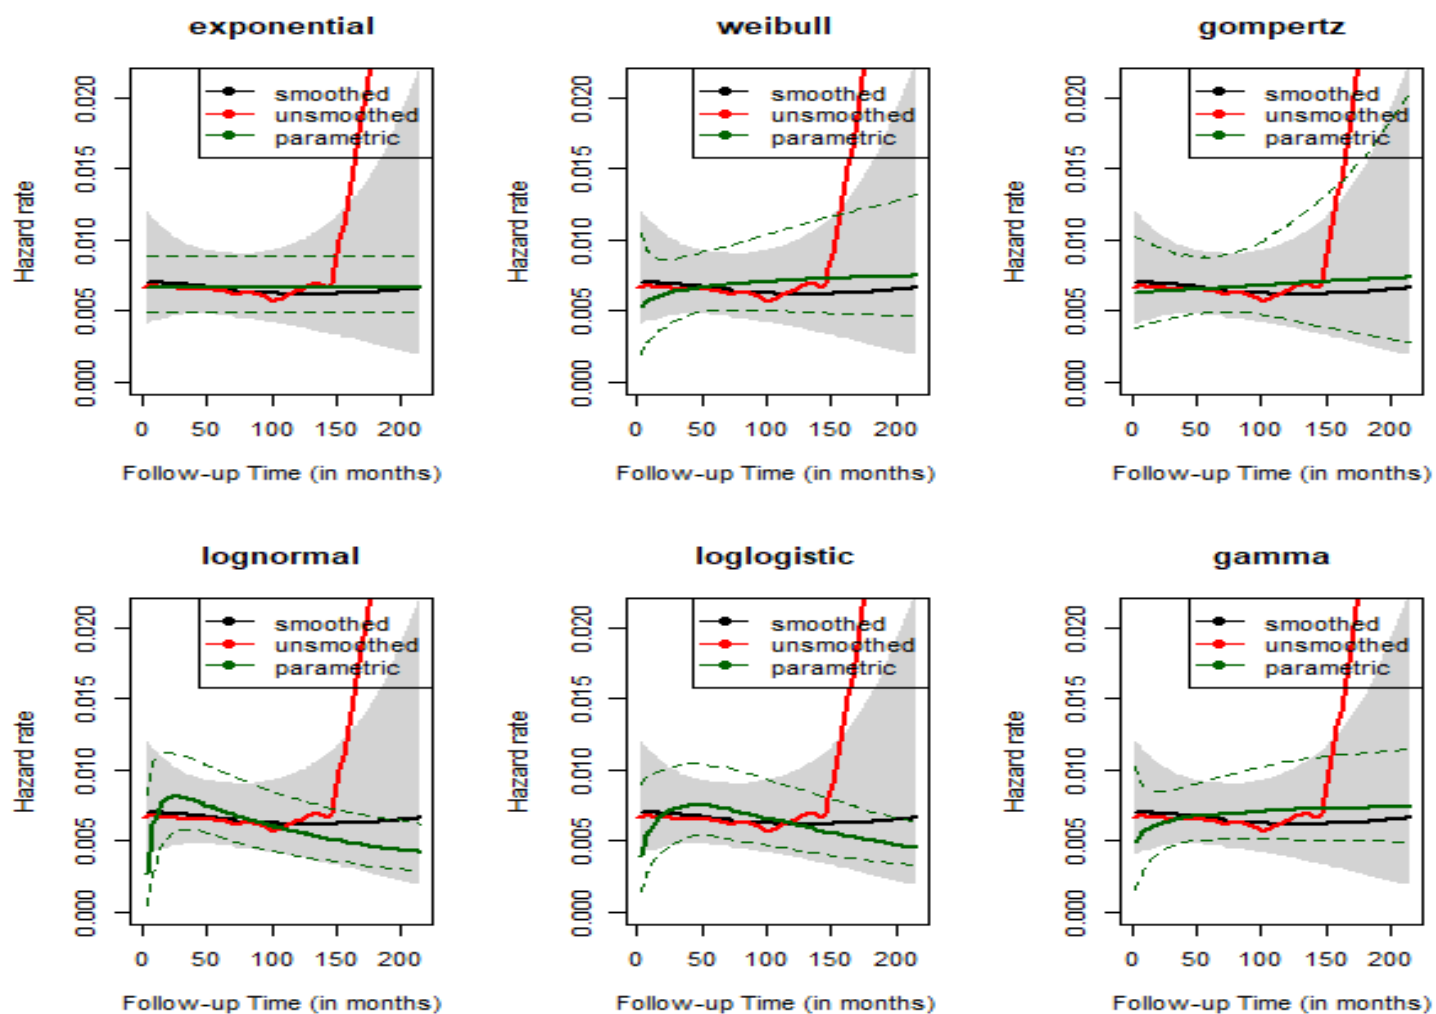 exponential
smoothed
unsmoothed
parametric
Hazard rate
0.000 0.005 0.010 0.015 0.020
0 50 100 150 200
Follow-up Time (in months)
weibull
smoothed
unsmoothed
parametric
Hazard rate
0.000 0.005 0.010 0.015 0.020
0 50 100 150 200
Follow-up Time (in months)
gompertz
smoothed
unsmoothed
parametric
Hazard rate
0.000 0.005 0.010 0.015 0.020
0 50 100 150 200
Follow-up Time (in months)
lognormal
smoothed
unsmoothed
parametric
Hazard rate
0.000 0.005 0.010 0.015 0.020
0 50 100 150 200
Follow-up Time (in months)
loglogistic
smoothed
unsmoothed
parametric
Hazard rate
0.000 0.005 0.010 0.015 0.020
0 50 100 150 200
Follow-up Time (in months)
gamma
smoothed
unsmoothed
parametric
Hazard rate
0.000 0.005 0.010 0.015 0.020
0 50 100 150 200
Follow-up Time (in months)